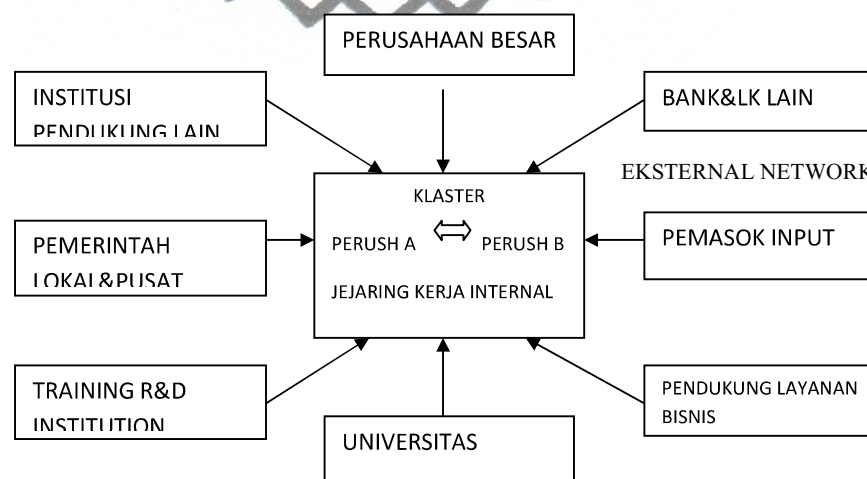 PERUSAHAAN BESAR
INSTITUSI
PENDUKUNG LAIN
BANK&LK LAIN
EKSTERNAL NETWORK
KLASTER
PERUSH A PERUSH B
JEJARING KERJA INTERNAL
PEMERINTAH
LOKAL&PUSAT
PEMASOK INPUT
TRAINING R&D
INSTITUTION
UNIVERSITAS
PENDUKUNG LAYANAN
BISNIS